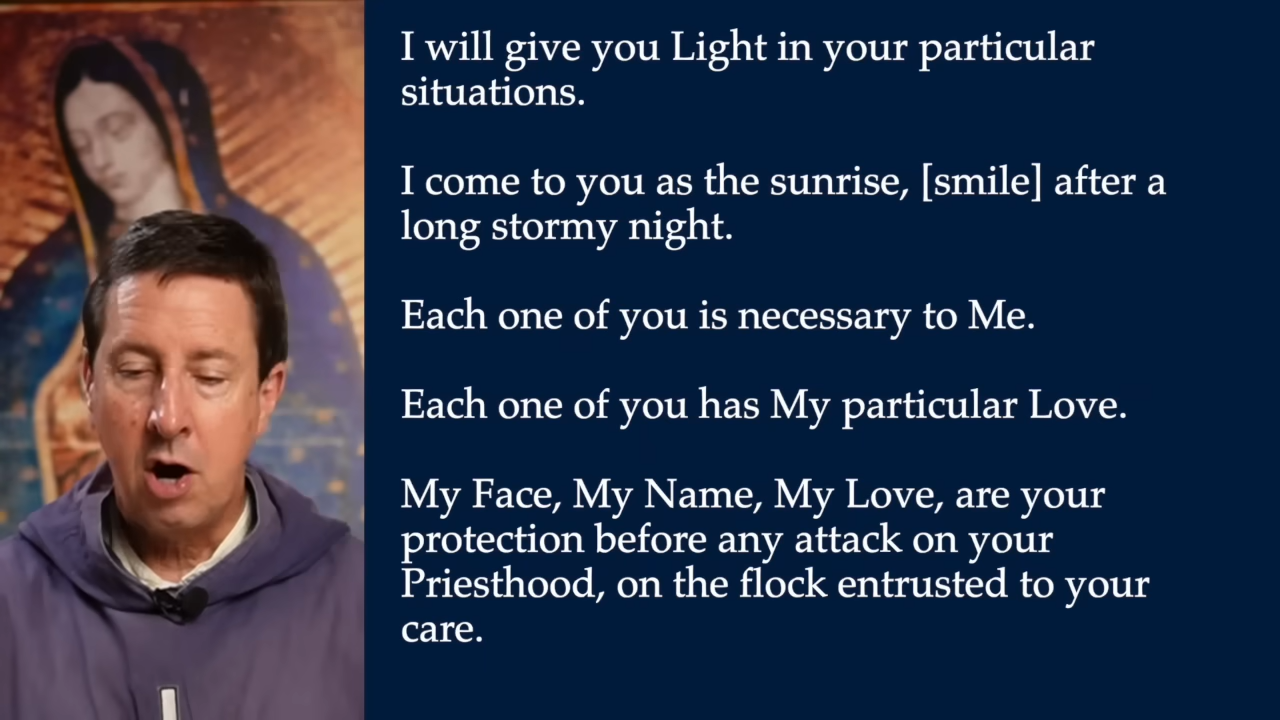 I will give you Light in your particular
situations.
I come to you as the sunrise, [smile] after a
long stormy night.
Each one of you is necessary to Me.
Each one of you has My particular Love.
My Face, My Name, My Love, are your
protection before any attack on your
Priesthood, on the flock entrusted to your
care.